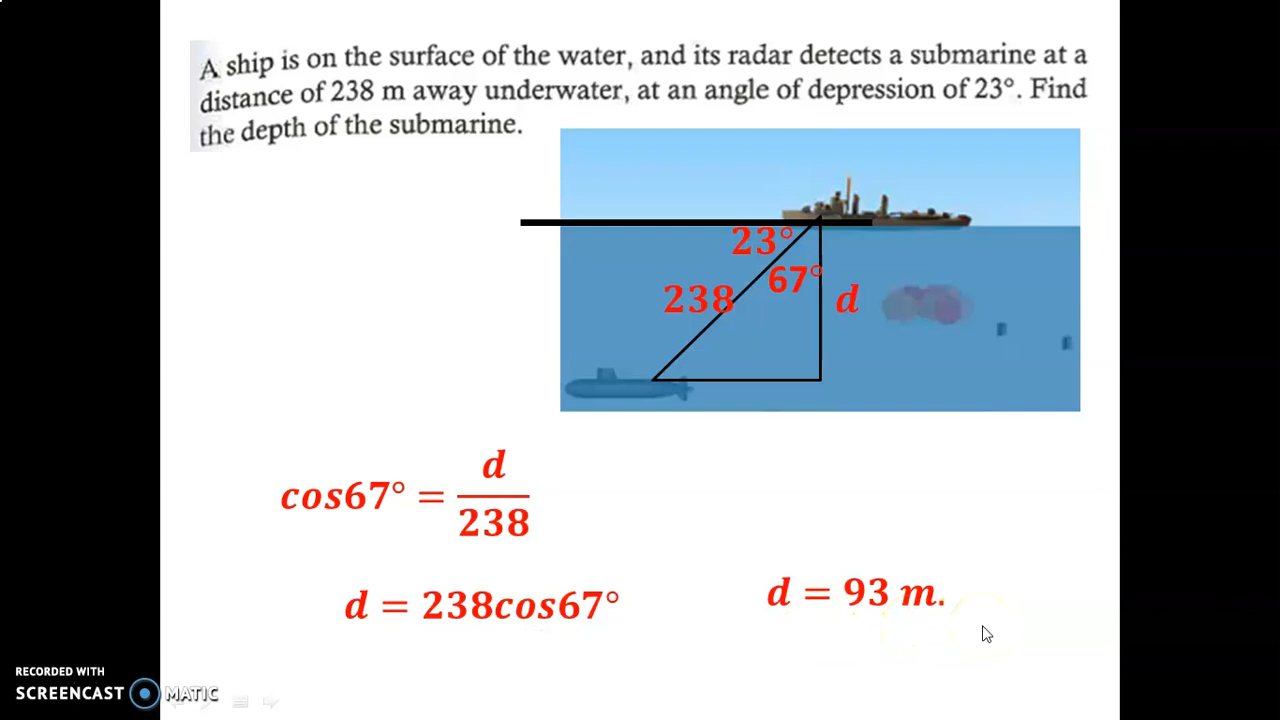 A ship is on the surface of the water, and its radar detects a submarine at a
distance of 238 m away underwater, at an angle of depression of 23°. Find
the depth of the submarine.
23°
67°
238
d
cos67° = d/238
d = 238cos67°
d = 93 m.
RECORDED WITH
SCREENCAST MATIC